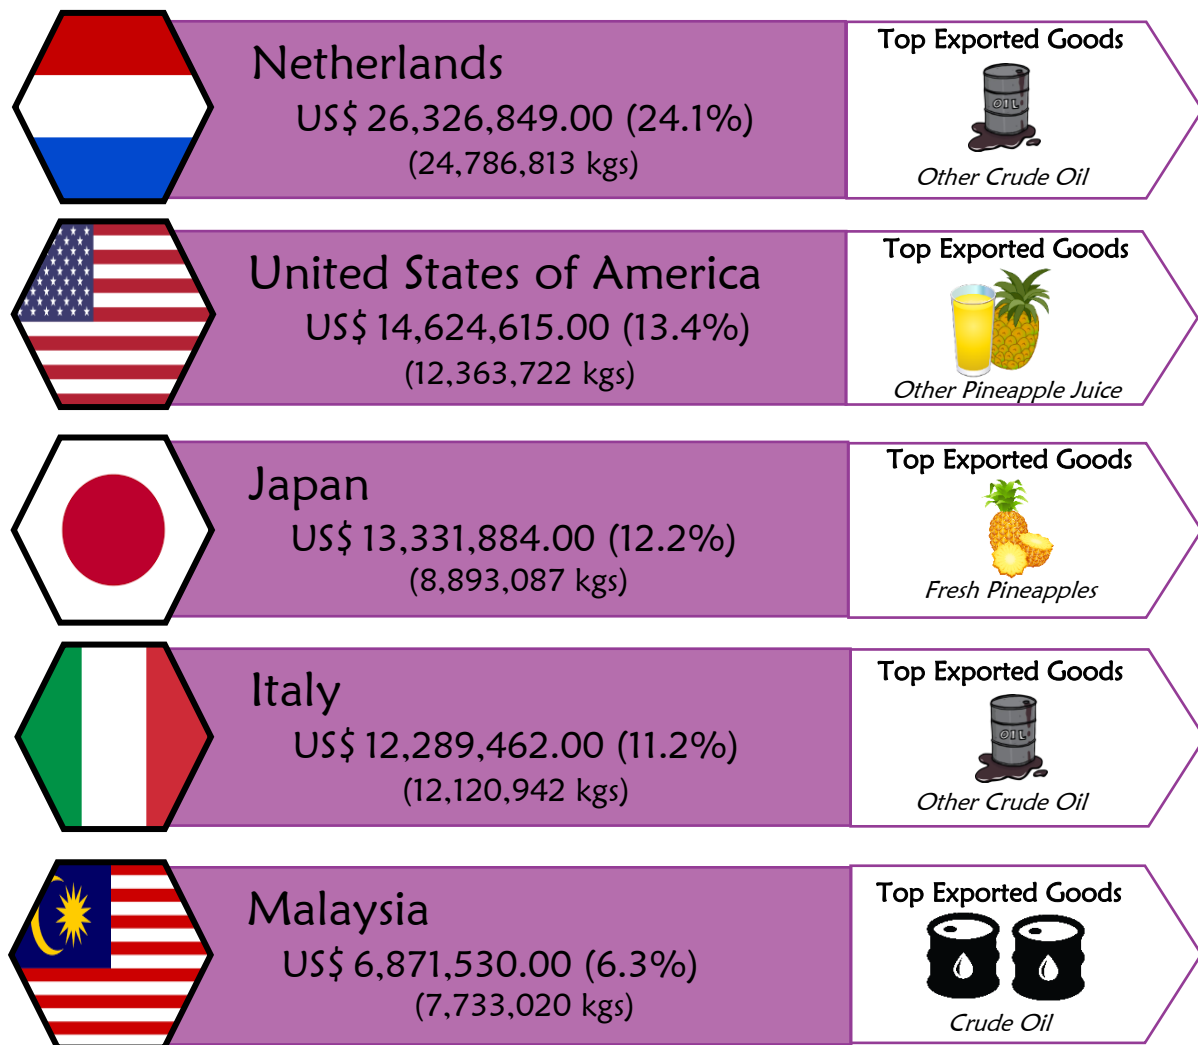 Netherlands
US$ 26,326,849.00 (24.1%)
(24,786,813 kgs)
Top Exported Goods
OIL
Other Crude Oil
United States of America
US$ 14,624,615.00 (13.4%)
(12,363,722 kgs)
Top Exported Goods
Other Pineapple Juice
Japan
US$ 13,331,884.00 (12.2%)
(8,893,087 kgs)
Top Exported Goods
Fresh Pineapples
Italy
US$ 12,289,462.00 (11.2%)
(12,120,942 kgs)
Top Exported Goods
OIL
Other Crude Oil
Malaysia
US$ 6,871,530.00 (6.3%)
(7,733,020 kgs)
Top Exported Goods
Crude Oil